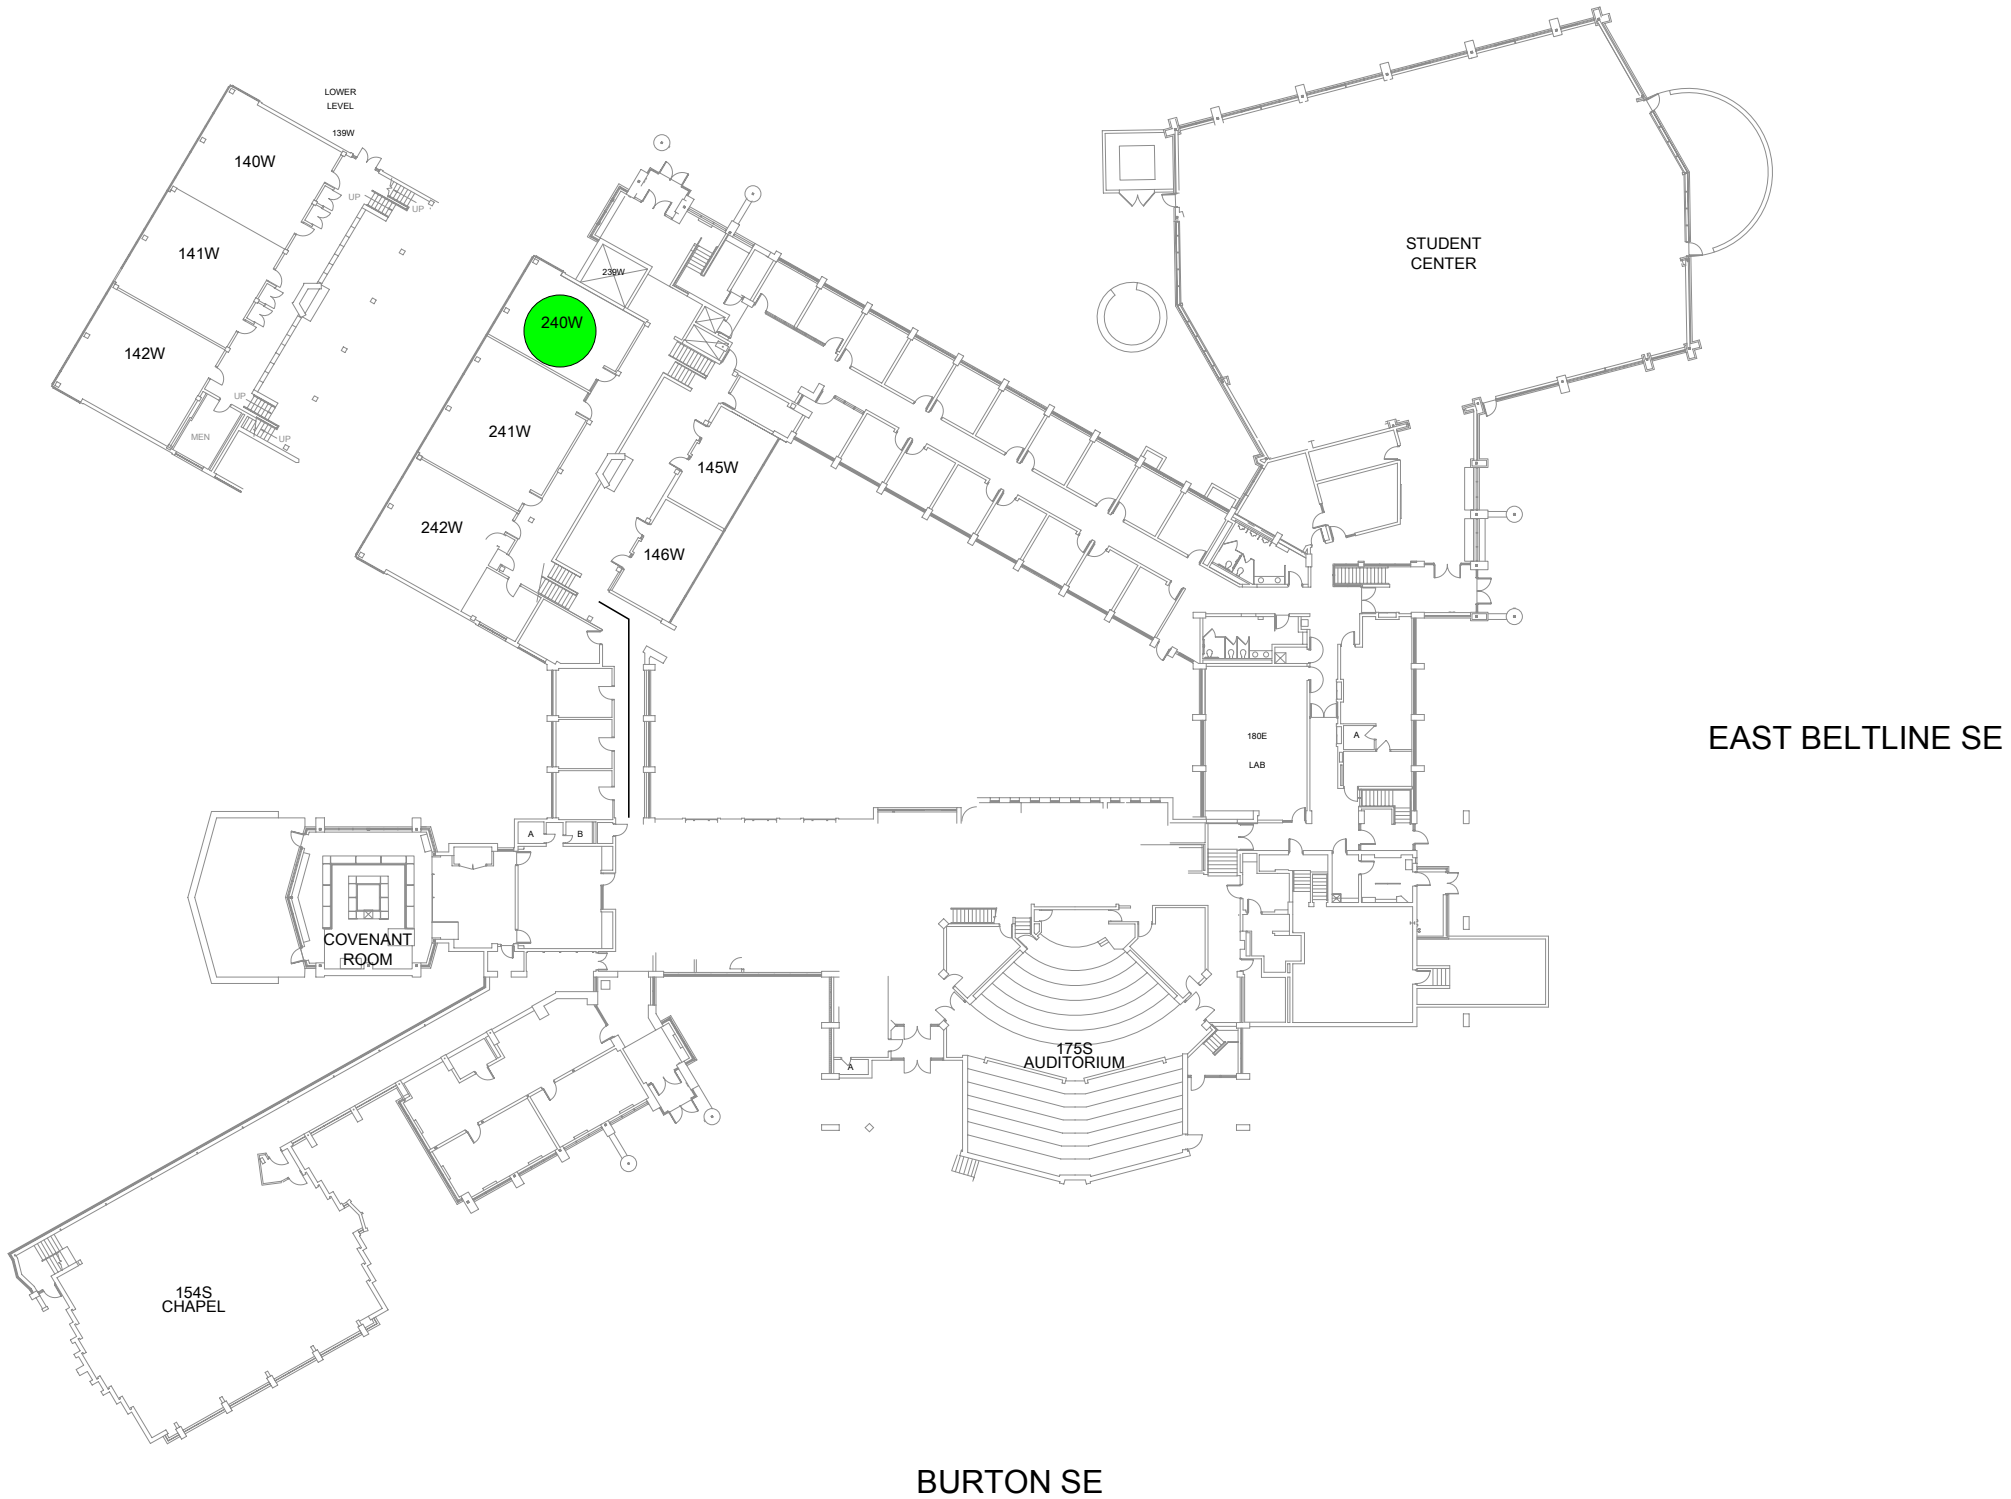 LOWER
LEVEL
139W
140W
UP
UP
141W
STUDENT
CENTER
239W
240W
142W
UP
MEN
UP
241W
145W
242W
146W
180E
LAB
A
EAST BELTLINE SE
A
B
COVENANT
ROOM
175S
AUDITORIUM
A
154S
CHAPEL
BURTON SE